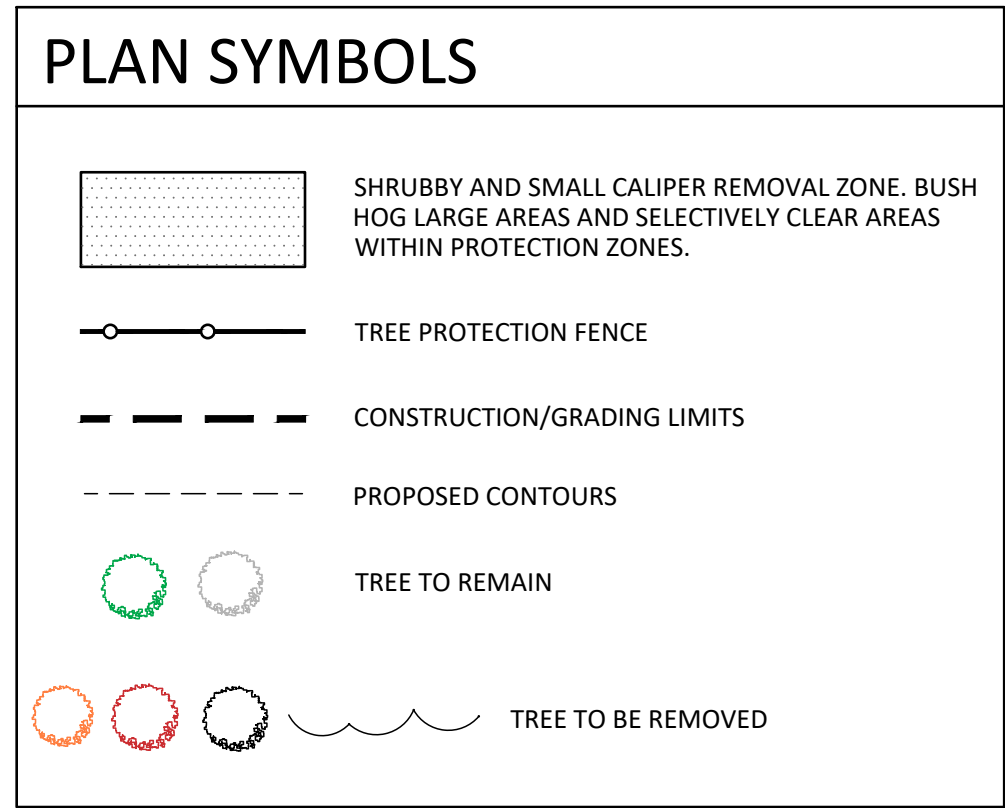 PLAN SYMBOLS
SHRUBBY AND SMALL CALIPER REMOVAL ZONE. BUSH
HOG LARGE AREAS AND SELECTIVELY CLEAR AREAS
WITHIN PROTECTION ZONES.
TREE PROTECTION FENCE
CONSTRUCTION/GRADING LIMITS
PROPOSED CONTOURS
TREE TO REMAIN
TREE TO BE REMOVED